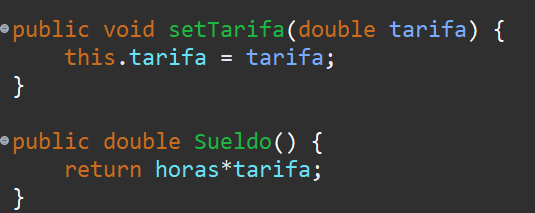 public void setTarifa(double tarifa) {
    this.tarifa = tarifa;
}

public double Sueldo() {
    return horas*tarifa;
}